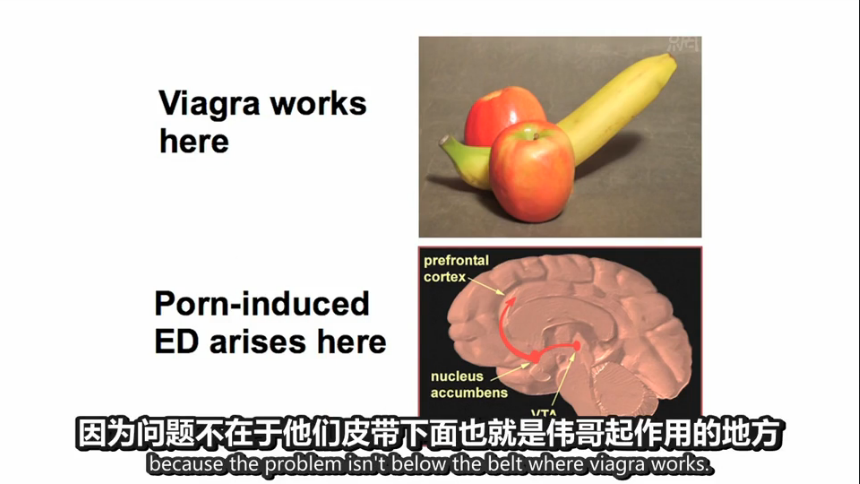 Viagra works
here
prefrontal
cortex
Porn-induced
ED arises here
nucleus
accumbens
VTA
因为问题不在于他们皮带下面也就是伟哥起作用的地方
because the problem isn't below the belt where viagra works.